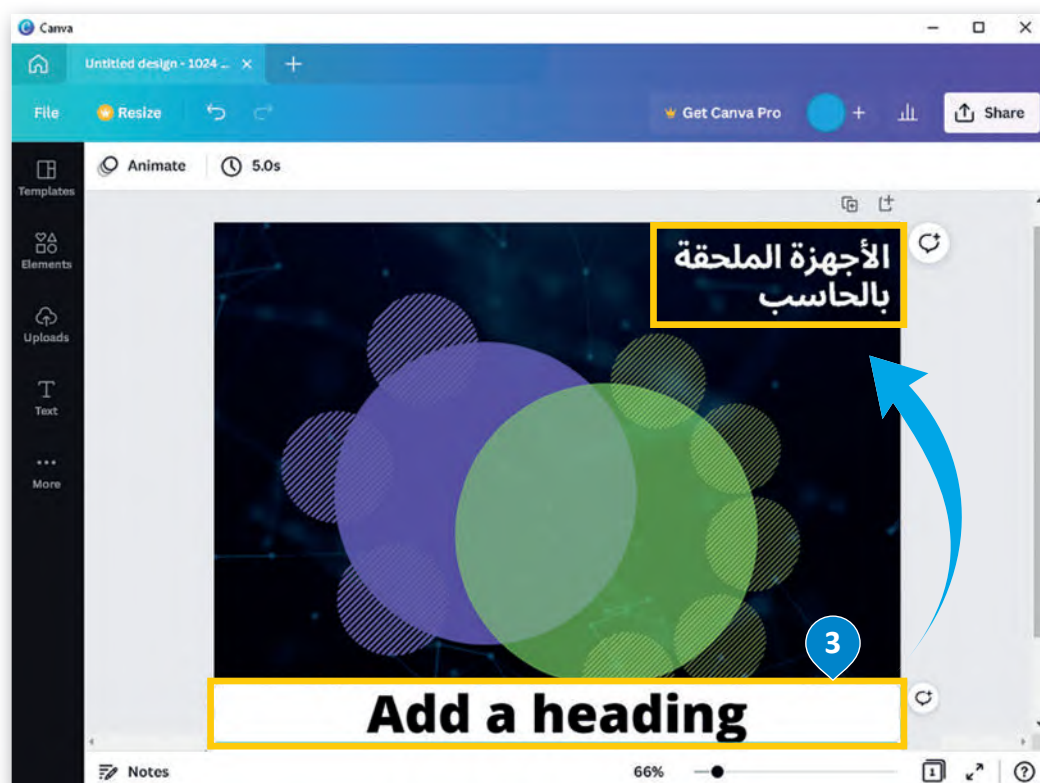 Canva
Untitled design - 1024 ...
File
Resize
Get Canva Pro
Share
Templates
Elements
Uploads
Text
More
Animate
5.0s
الأجهزة الملحقة
بالحاسب
3
Add a heading
Notes
66%
1